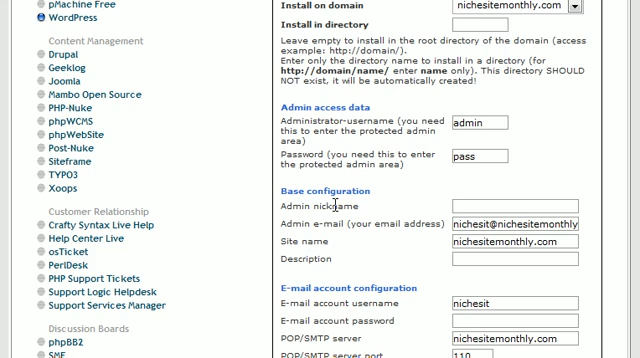 pMachine Free
WordPress
Content Management
Drupal
Geeklog
Joomla
Mambo Open Source
PHP-Nuke
phpWCMS
phpWebSite
Post-Nuke
Siteframe
TYPO3
Xoops
Customer Relationship
Crafty Syntax Live Help
Help Center Live
osTicket
PerlDesk
PHP Support Tickets
Support Logic Helpdesk
Support Services Manager
Discussion Boards
phpBB2
SMF
Install on domain
nichesitemonthly.com
Install in directory
Leave empty to install in the root directory of the domain (access
example: http://domain/).
Enter only the directory name to install in a directory (for
http://domain/name/ enter name only). This directory SHOULD
NOT exist, it will be automatically created!
Admin access data
Administrator-username (you need
this to enter the protected admin
area)
admin
Password (you need this to enter
the protected admin area)
pass
Base configuration
Admin nickname
Admin e-mail (your email address)
nichesit@nichesitemonthly
Site name
nichesitemonthly.com
Description
E-mail account configuration
E-mail account username
nichesit
E-mail account password
POP/SMTP server
nichesitemonthly.com
POP/SMTP server port
110